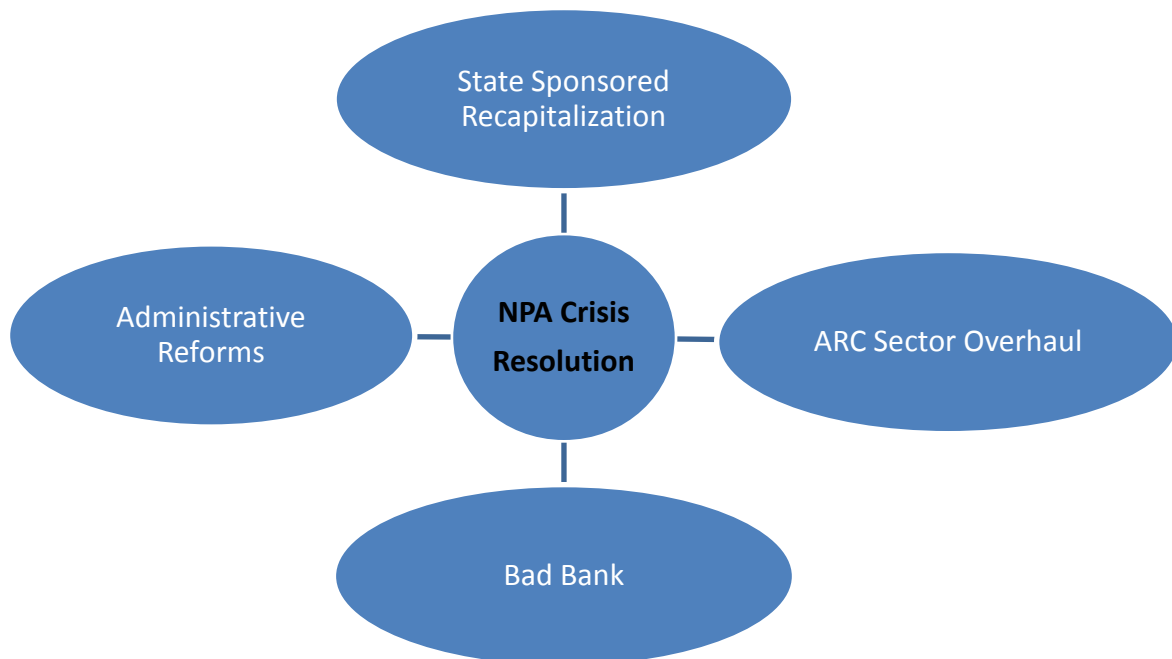 State Sponsored
Recapitalization
Administrative
Reforms
NPA Crisis
Resolution
ARC Sector Overhaul
Bad Bank